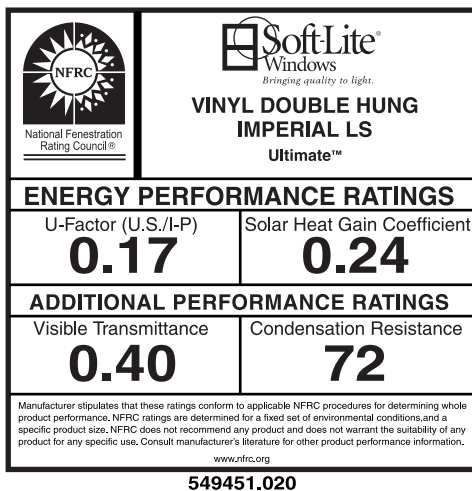 NFRC
National Fenestration
Rating Council®
Soft-Lite®
Windows
Bringing quality to light.
VINYL DOUBLE HUNG
IMPERIAL LS
Ultimate™
ENERGY PERFORMANCE RATINGS
U-Factor (U.S./I-P)
0.17
Solar Heat Gain Coefficient
0.24
ADDITIONAL PERFORMANCE RATINGS
Visible Transmittance
0.40
Condensation Resistance
72
Manufacturer stipulates that these ratings conform to applicable NFRC procedures for determining whole
product performance. NFRC ratings are determined for a fixed set of environmental conditions,and a
specific product size. NFRC does not recommend any product and does not warrant the suitability of any
product for any specific use. Consult manufacturer's literature for other product performance information.
www.nfrc.org
549451.020